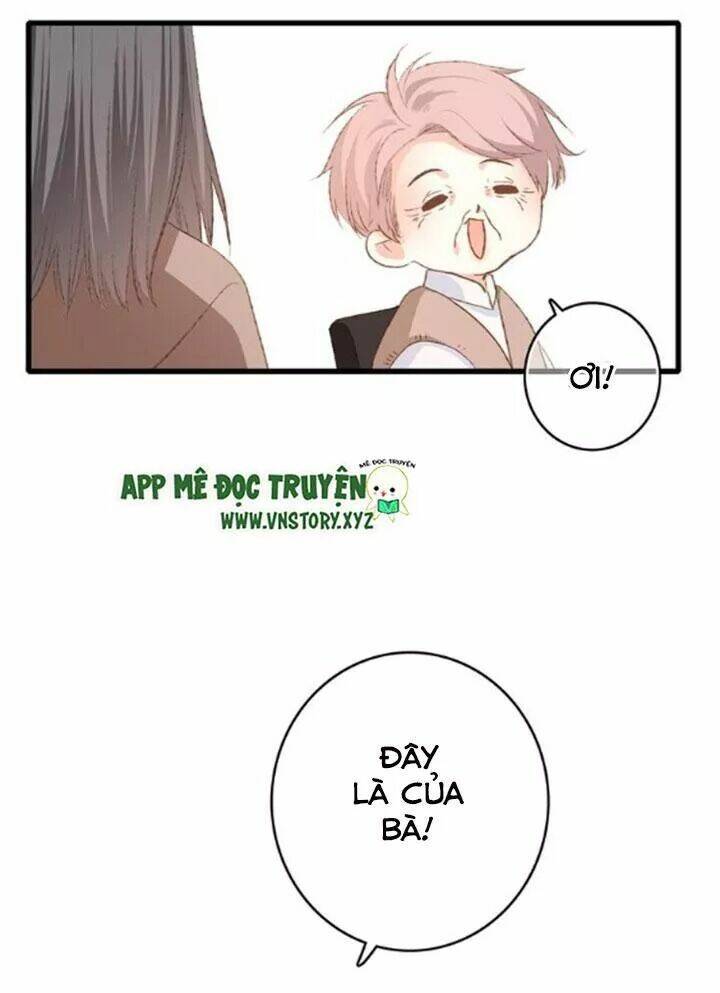 ƠI!
MÊ ĐỌC TRUYỆN
APP MÊ ĐỌC TRUYỆN
WWW.VNSTORY.XYZ
ĐÂY
LÀ CỦA
BÀ!